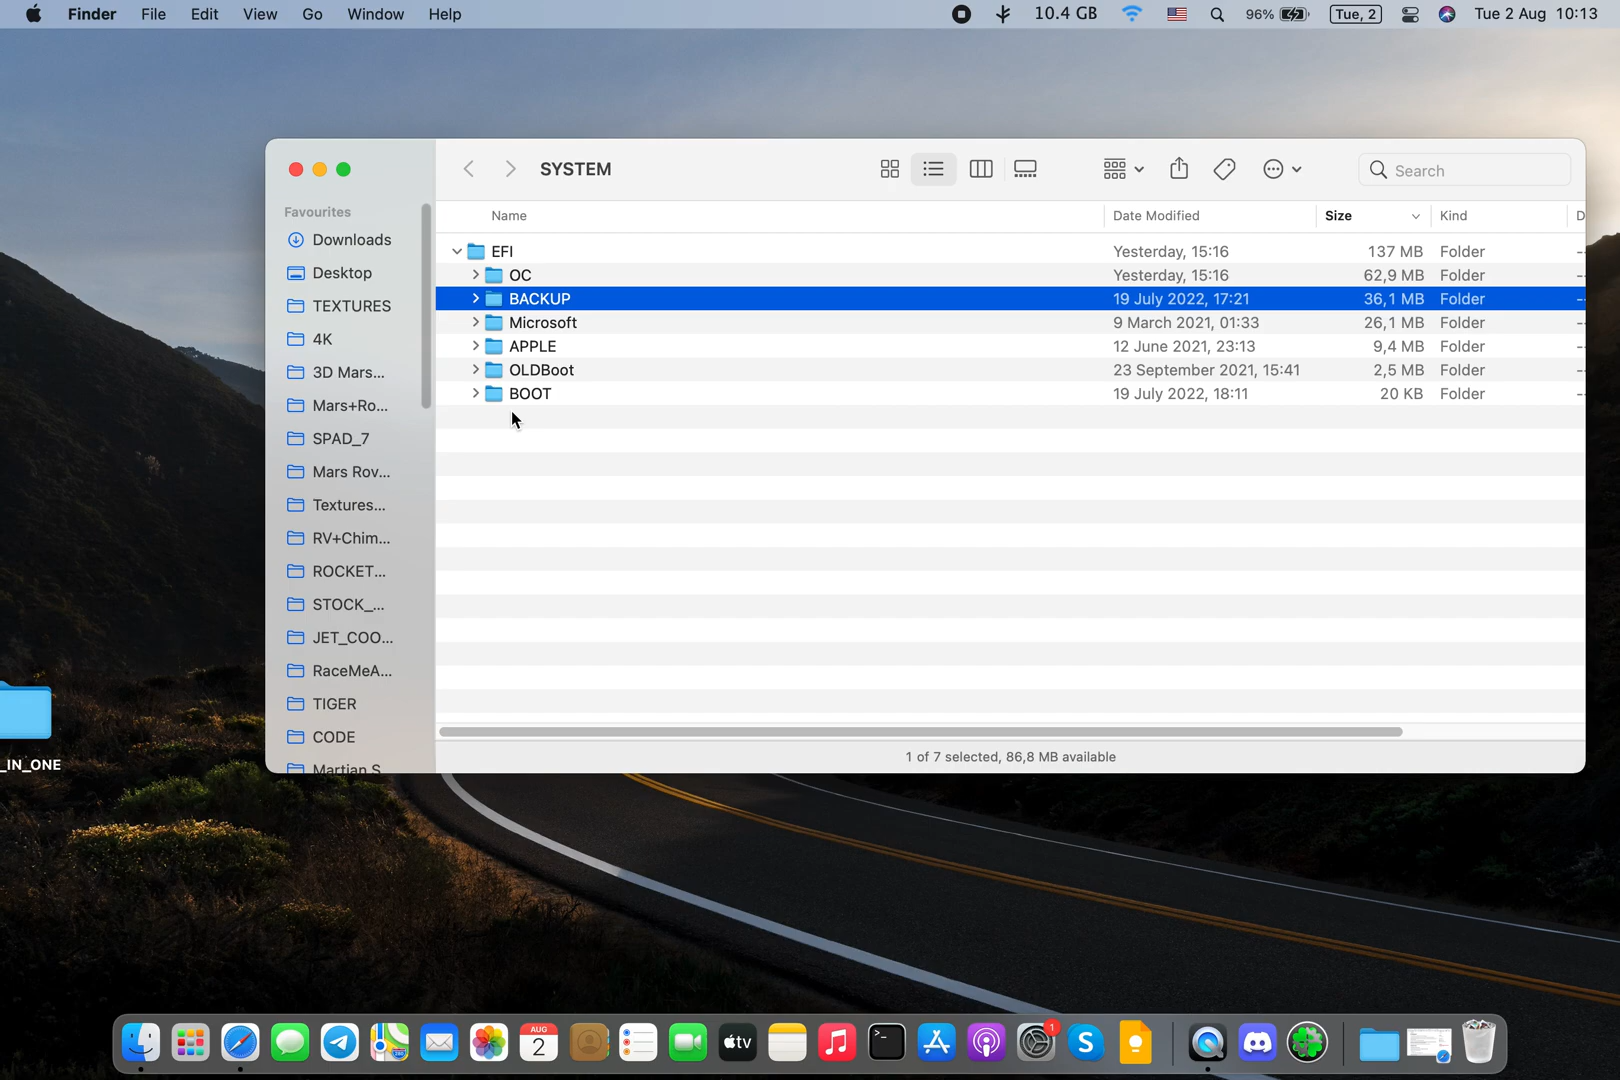 Finder File Edit View Go Window Help 10.4 GB 96% Tue, 2 Tue 2 Aug 10:13
SYSTEM
Search
Favourites
Downloads
Desktop
TEXTURES
4K
3D Mars...
Mars+Ro...
SPAD_7
Mars Rov...
Textures...
RV+Chim...
ROCKET...
STOCK_...
JET_COO...
RaceMeA...
TIGER
CODE
Martian S
Name Date Modified Size Kind D
EFI Yesterday, 15:16 137 MB Folder --
OC Yesterday, 15:16 62,9 MB Folder --
BACKUP 19 July 2022, 17:21 36,1 MB Folder --
Microsoft 9 March 2021, 01:33 26,1 MB Folder --
APPLE 12 June 2021, 23:13 9,4 MB Folder --
OLDBoot 23 September 2021, 15:41 2,5 MB Folder --
BOOT 19 July 2022, 18:11 20 KB Folder --
1 of 7 selected, 86,8 MB available
_IN_ONE
AUG
2
tv
1